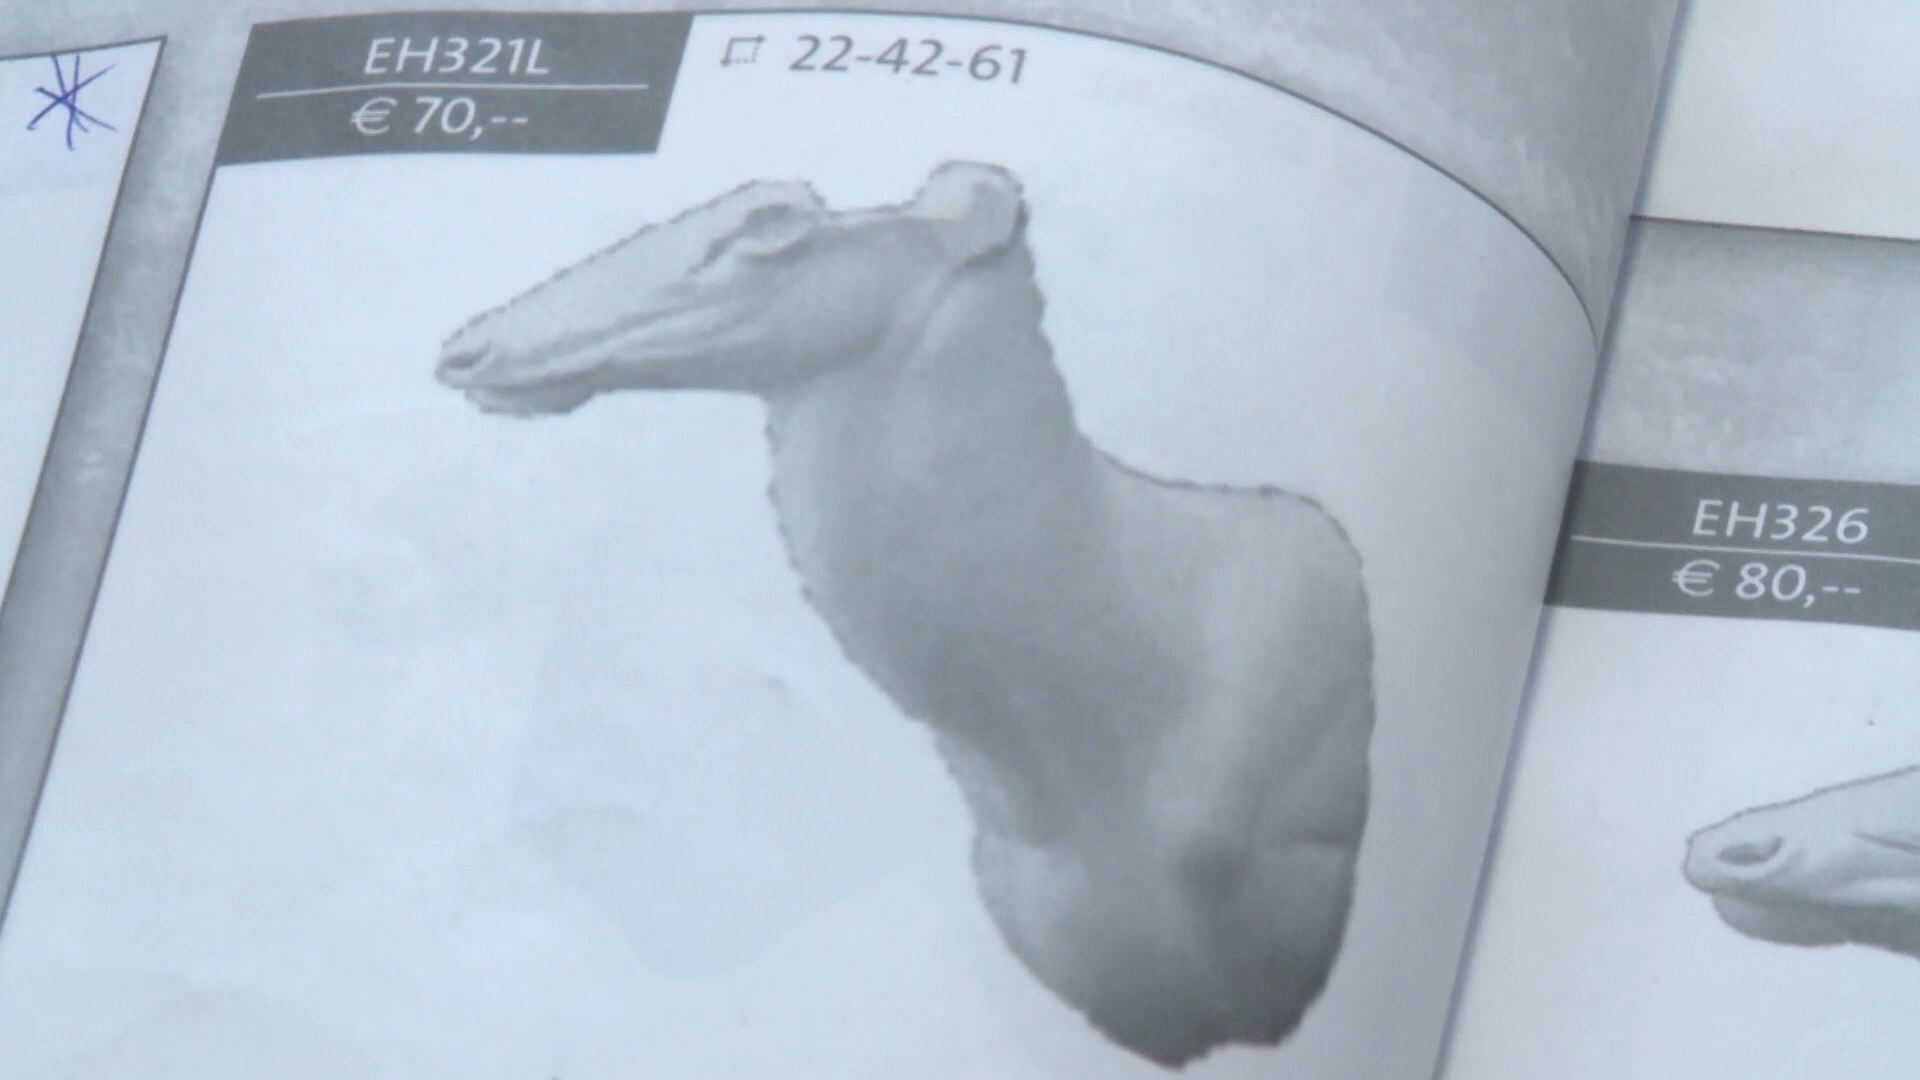 EH321L
€ 70,--
22-42-61
EH326
€ 80,--